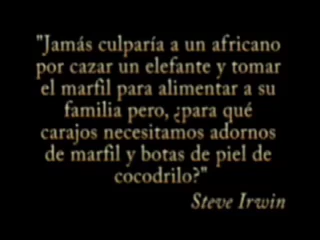 "Jamás culparía a un africano
por cazar un elefante y tomar
el marfil para alimentar a su
familia pero, ¿para qué
carajos necesitamos adornos
de marfil y botas de piel de
cocodrilo?"
Steve Irwin